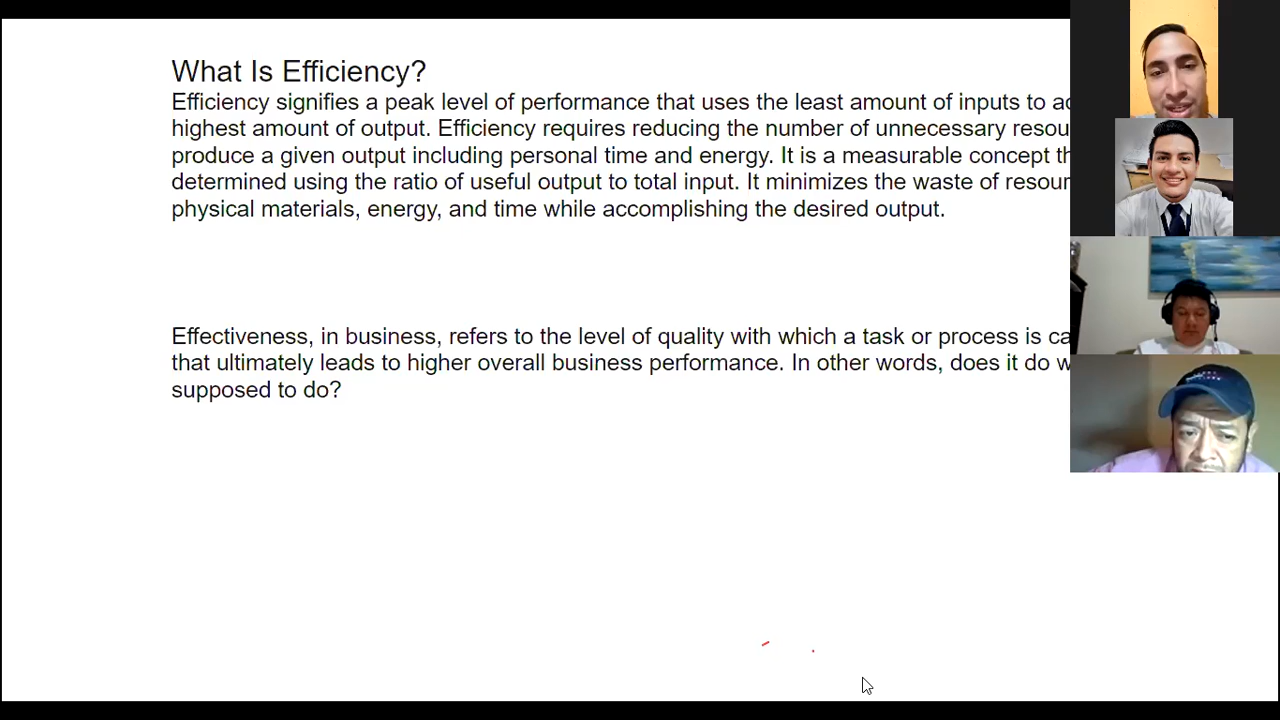 What Is Efficiency?
Efficiency signifies a peak level of performance that uses the least amount of inputs to
highest amount of output. Efficiency requires reducing the number of unnecessary
produce a given output including personal time and energy. It is a measurable concept
determined using the ratio of useful output to total input. It minimizes the waste of
physical materials, energy, and time while accomplishing the desired output.
Effectiveness, in business, refers to the level of quality with which a task or process is
that ultimately leads to higher overall business performance. In other words, does it do
supposed to do?